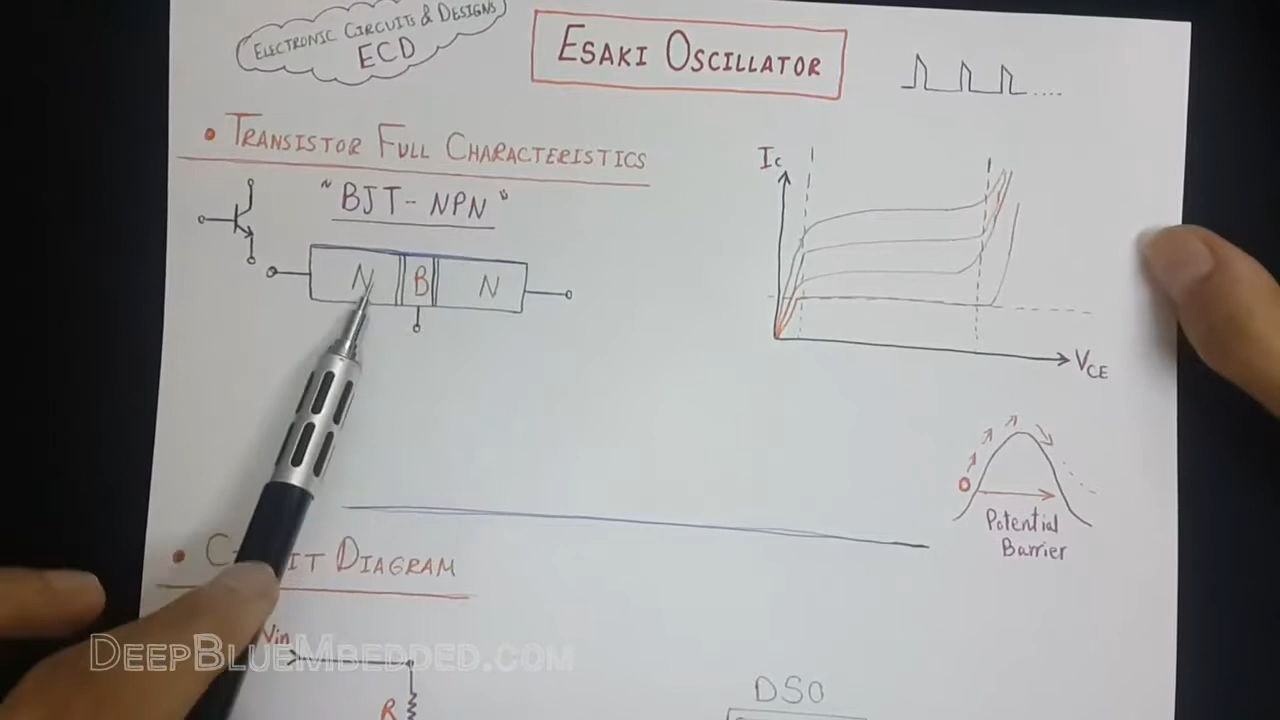 ELECTRONIC CIRCUITS & DESIGNS
ECD
ESAKI OSCILLATOR
• TRANSISTOR FULL CHARACTERISTICS
"BJT-NPN"
N B N
Ic
VCE
Potential
Barrier
DIAGRAM
Vin
R
DSO
DEEPBLUEMBEDDED.COM